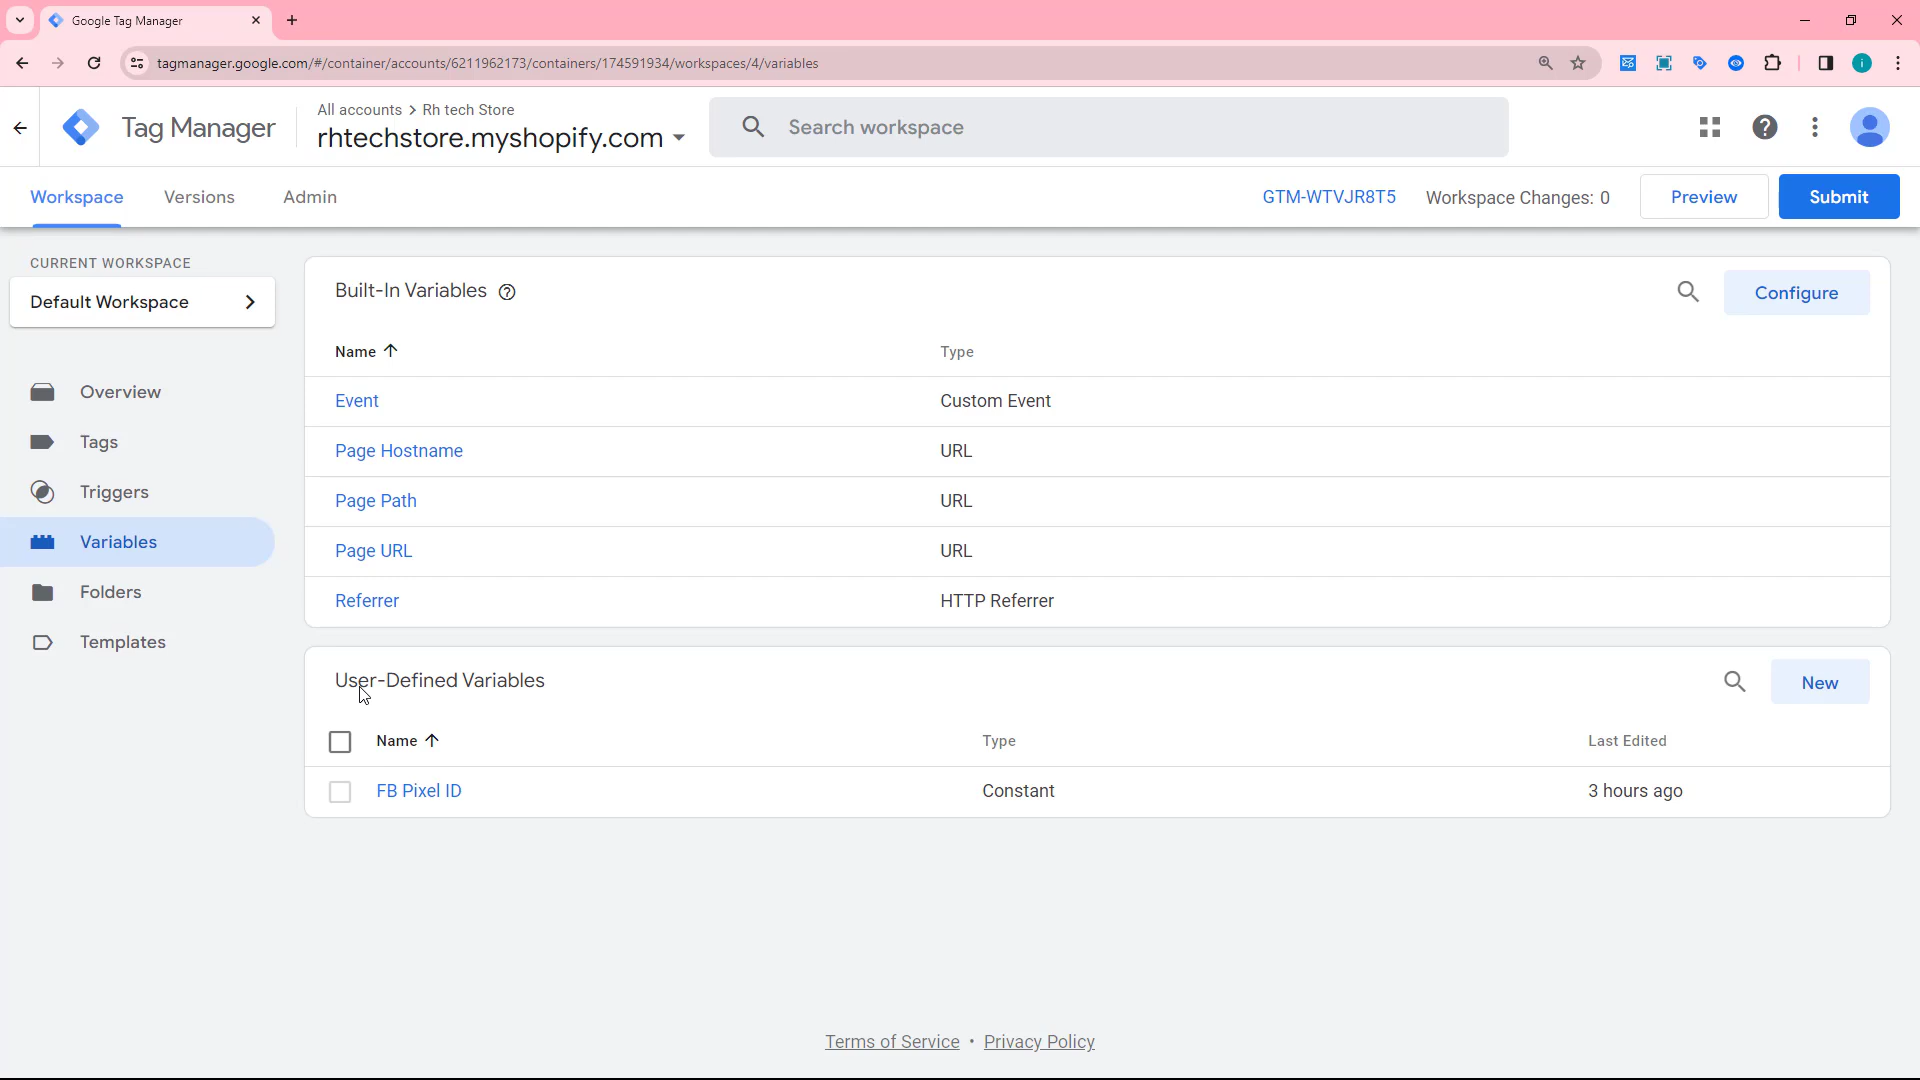 Google Tag Manager
tagmanager.google.com/#/container/accounts/6211962173/containers/174591934/workspaces/4/variables
i
Tag Manager
All accounts > Rh tech Store
rhtechstore.myshopify.com
Search workspace
Workspace
Versions
Admin
GTM-WTVJR8T5
Workspace Changes: 0
Preview
Submit
CURRENT WORKSPACE
Default Workspace
Overview
Tags
Triggers
Variables
Folders
Templates
Built-In Variables
Configure
Name Type
Event Custom Event
Page Hostname URL
Page Path URL
Page URL URL
Referrer HTTP Referrer
User-Defined Variables
New
Name Type Last Edited
FB Pixel ID Constant 3 hours ago
Terms of Service • Privacy Policy